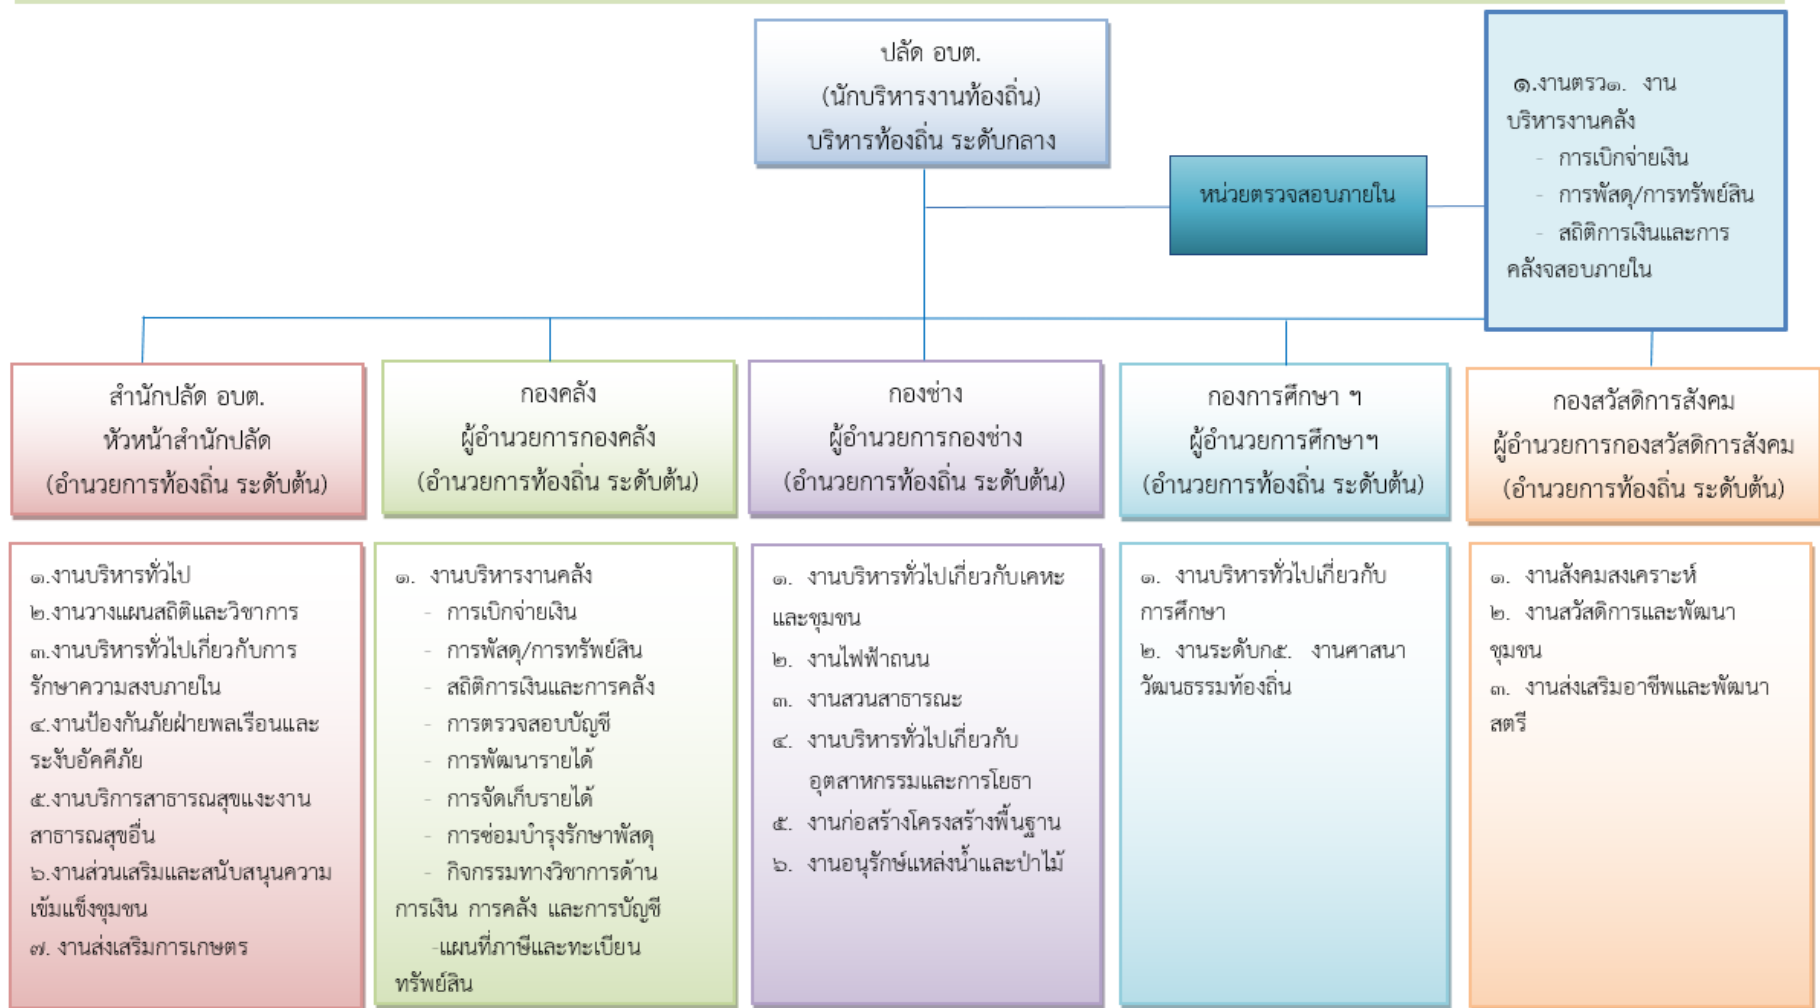 ปลัด อบต.
(นักบริหารงานท้องถิ่น)
บริหารท้องถิ่น ระดับกลาง
หน่วยตรวจสอบภายใน
๑.งานตรว๑. งาน
บริหารงานคลัง
- การเบิกจ่ายเงิน
- การพัสดุ/การทรัพย์สิน
- สถิติการเงินและการ
คลังจสอบภายใน
สำนักปลัด อบต.
หัวหน้าสำนักปลัด
(อำนวยการท้องถิ่น ระดับต้น)
กองคลัง
ผู้อำนวยการกองคลัง
(อำนวยการท้องถิ่น ระดับต้น)
กองช่าง
ผู้อำนวยการกองช่าง
(อำนวยการท้องถิ่น ระดับต้น)
กองการศึกษา ฯ
ผู้อำนวยการศึกษาฯ
(อำนวยการท้องถิ่น ระดับต้น)
กองสวัสดิการสังคม
ผู้อำนวยการกองสวัสดิการสังคม
(อำนวยการท้องถิ่น ระดับต้น)
๑.งานบริหารทั่วไป
๒.งานวางแผนสถิติและวิชาการ
๓.งานบริหารทั่วไปเกี่ยวกับการ
รักษาความสงบภายใน
๔.งานป้องกันภัยฝ่ายพลเรือนและ
ระงับอัคคีภัย
๕.งานบริการสาธารณสุขแงะงาน
สาธารณสุขอื่น
๖.งานส่วนเสริมและสนับสนุนความ
เข้มแข็งชุมชน
๗. งานส่งเสริมการเกษตร
๑. งานบริหารงานคลัง
- การเบิกจ่ายเงิน
- การพัสดุ/การทรัพย์สิน
- สถิติการเงินและการคลัง
- การตรวจสอบบัญชี
- การพัฒนารายได้
- การจัดเก็บรายได้
- การซ่อมบำรุงรักษาพัสดุ
- กิจกรรมทางวิชาการด้าน
การเงิน การคลัง และการบัญชี
-แผนที่ภาษีและทะเบียน
ทรัพย์สิน
๑. งานบริหารทั่วไปเกี่ยวกับเคหะ
และชุมชน
๒. งานไฟฟ้าถนน
๓. งานสวนสาธารณะ
๔. งานบริหารทั่วไปเกี่ยวกับ
อุตสาหกรรมและการโยธา
๕. งานก่อสร้างโครงสร้างพื้นฐาน
๖. งานอนุรักษ์แหล่งน้ำและป่าไม้
๑. งานบริหารทั่วไปเกี่ยวกับ
การศึกษา
๒. งานระดับก๕. งานศาสนา
วัฒนธรรมท้องถิ่น
๑. งานสังคมสงเคราะห์
๒. งานสวัสดิการและพัฒนา
ชุมชน
๓. งานส่งเสริมอาชีพและพัฒนา
สตรี